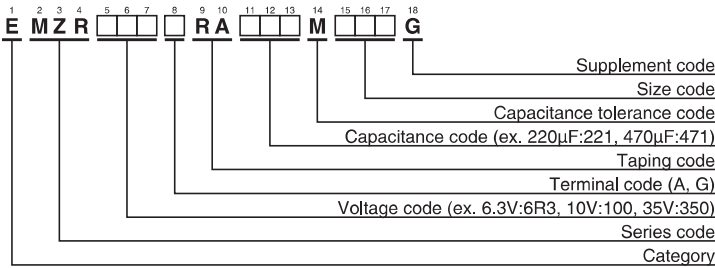 1 2 3 4 5 6 7 8 9 10 11 12 13 14 15 16 17 18
E M Z R R A M G
Supplement code
Size code
Capacitance tolerance code
Capacitance code (ex. 220µF:221, 470µF:471)
Taping code
Terminal code (A, G)
Voltage code (ex. 6.3V:6R3, 10V:100, 35V:350)
Series code
Category